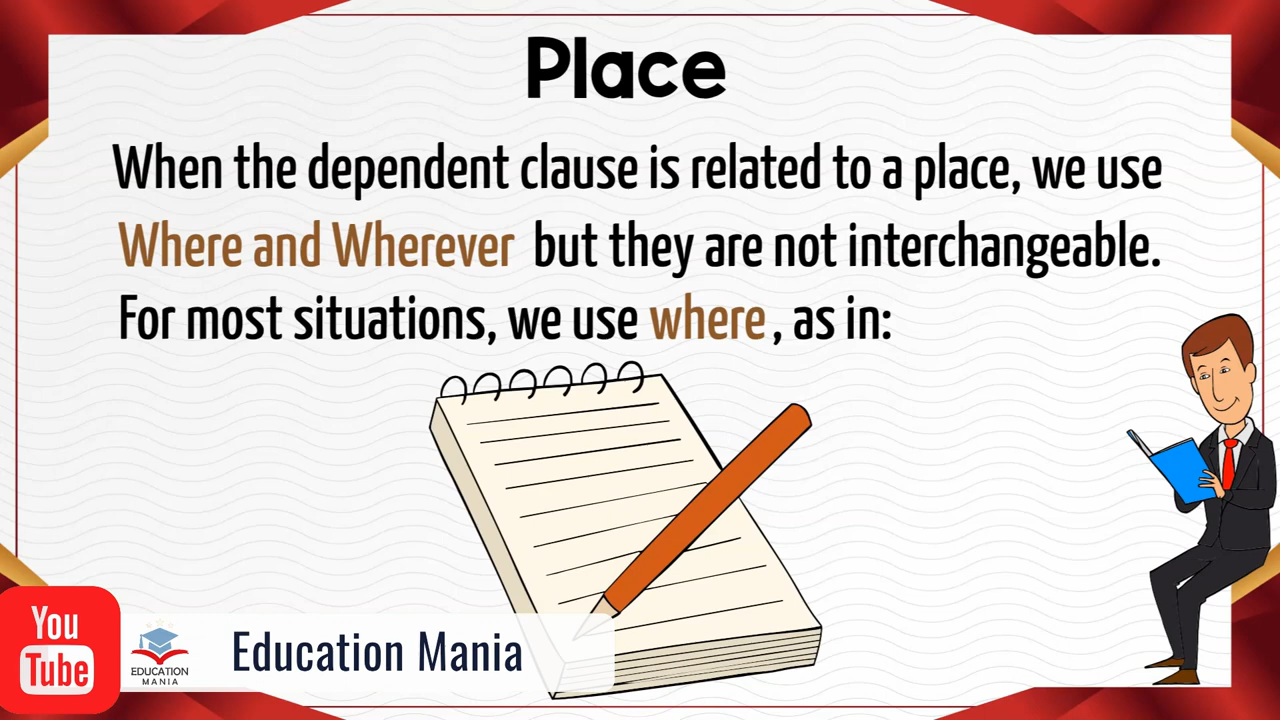 Place
When the dependent clause is related to a place, we use
Where and Wherever but they are not interchangeable.
For most situations, we use where, as in:
You
Tube
EDUCATION
MANIA
Education Mania